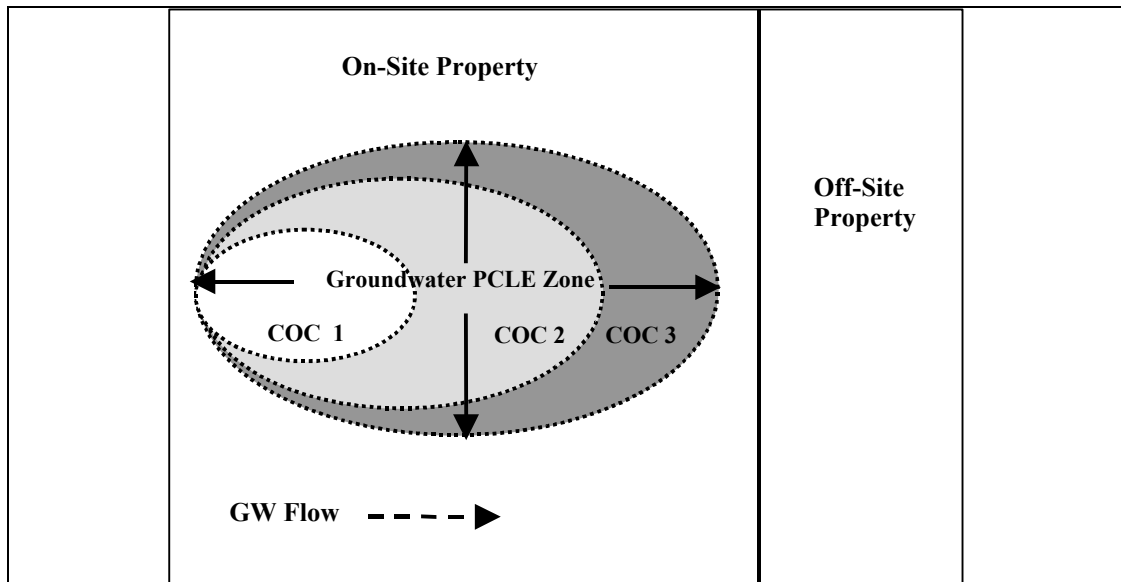 On-Site Property
Off-Site
Property
Groundwater PCLE Zone
COC 1
COC 2
COC 3
GW Flow